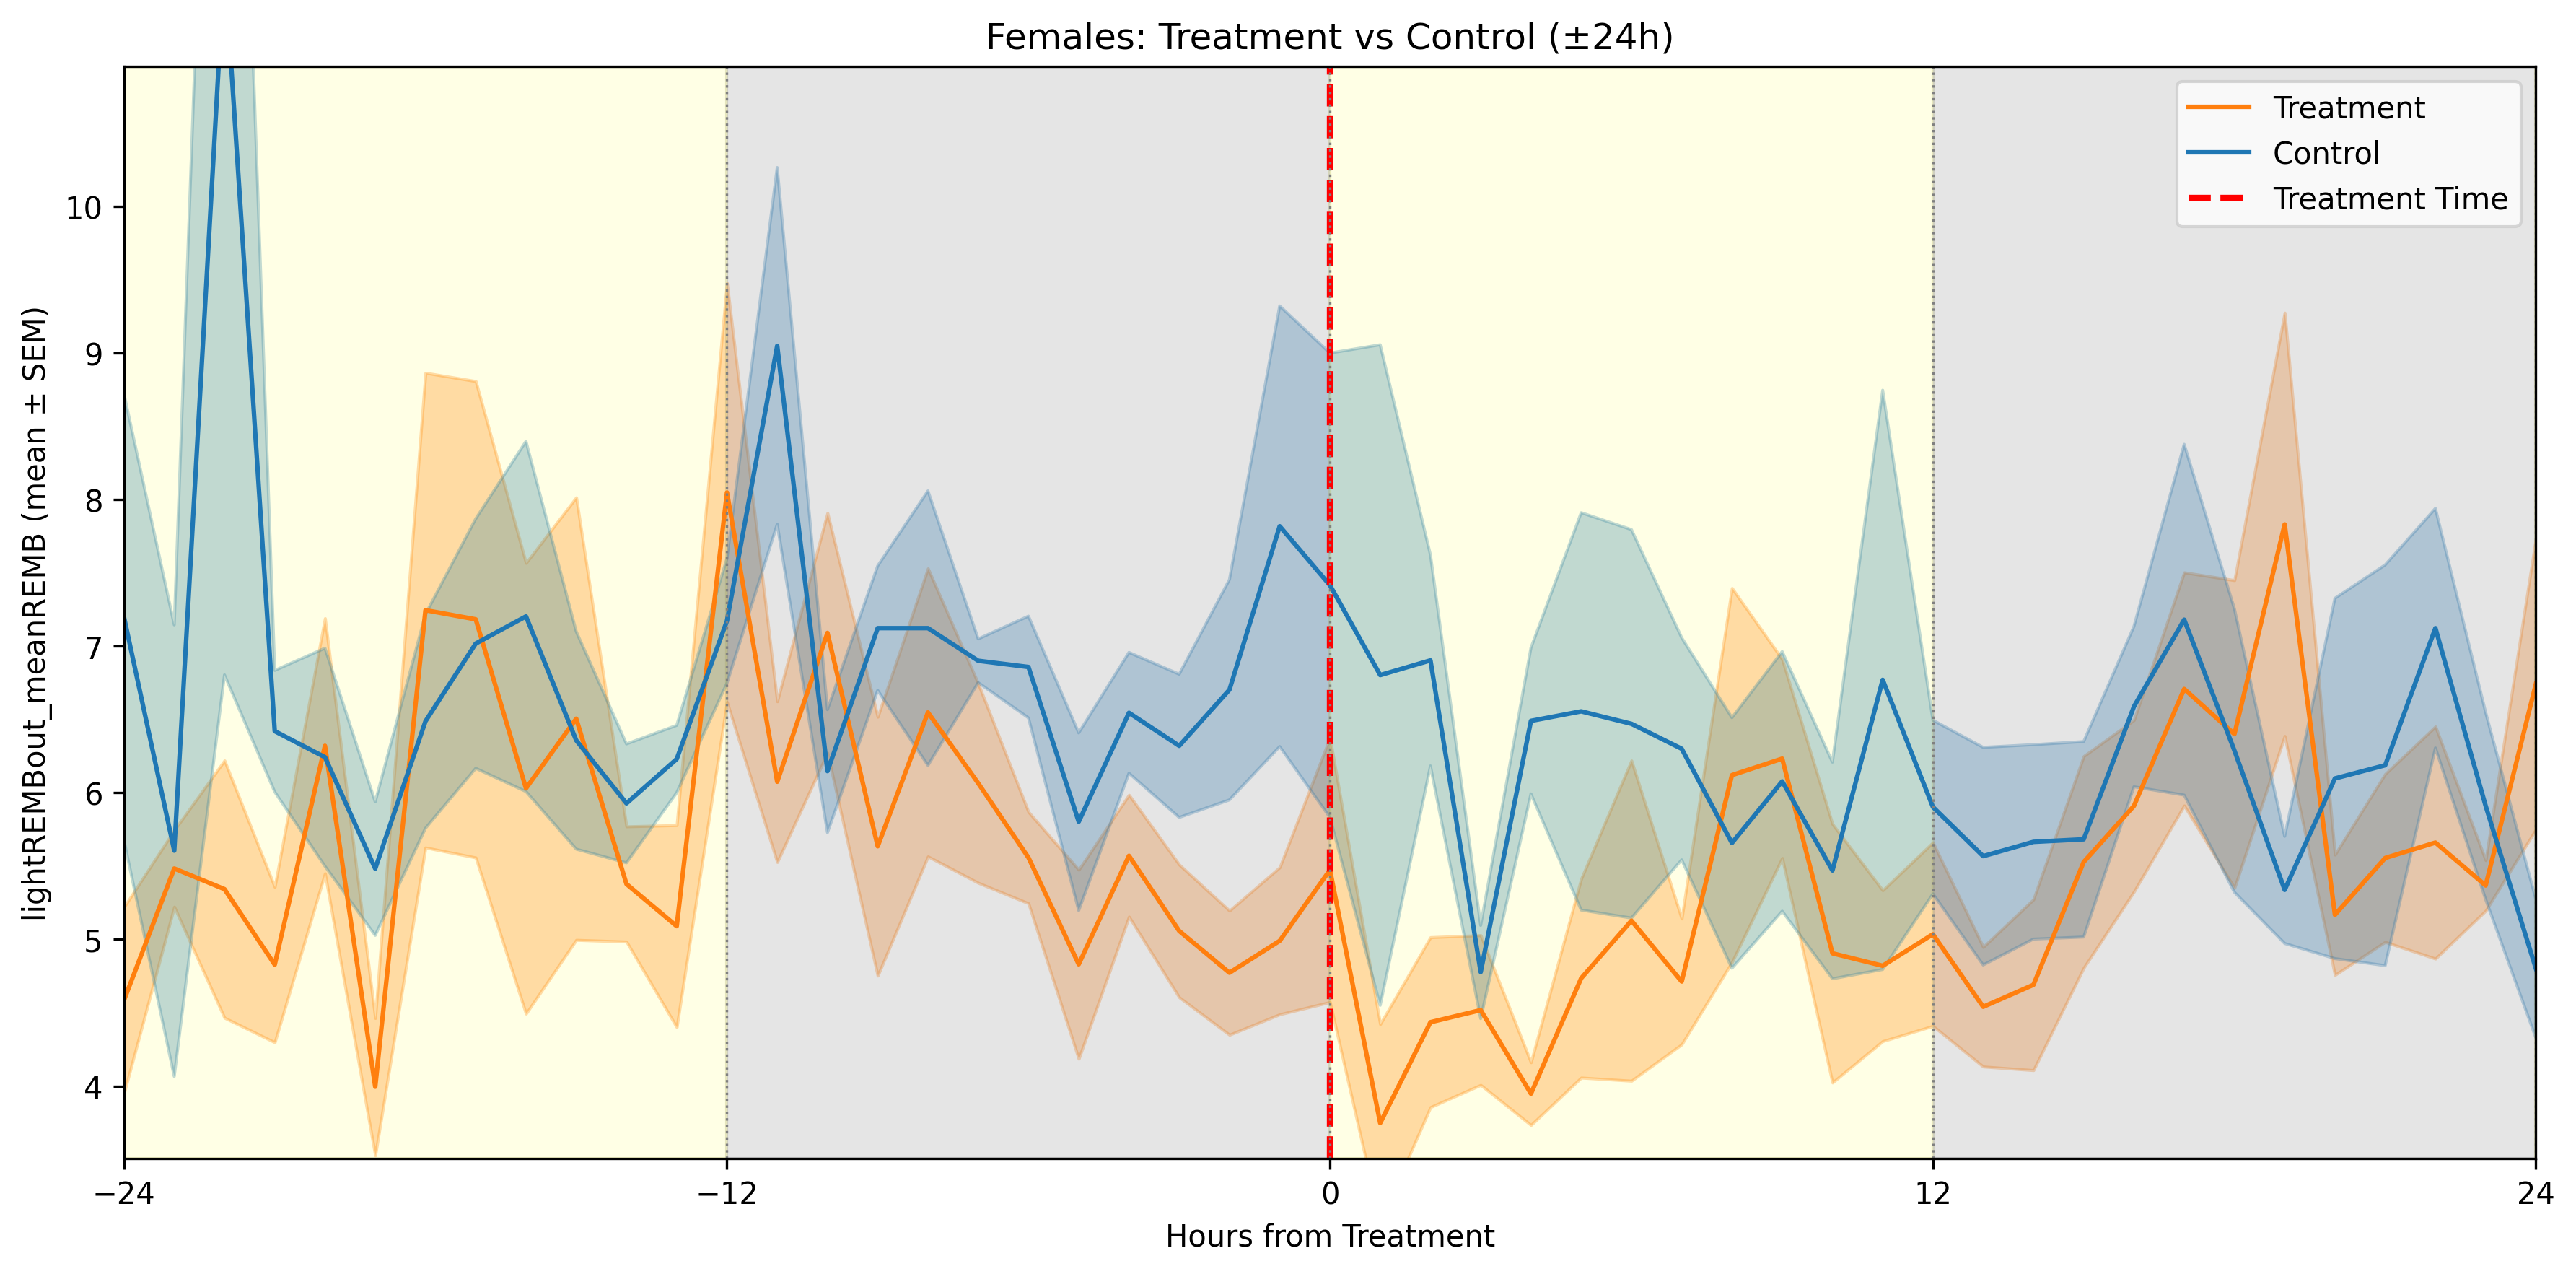 Females: Treatment vs Control (±24h)
Treatment
Control
Treatment Time
lightREMBout_meanREMB (mean ± SEM)
10
9
8
7
6
5
4
−24
−12
0
12
24
Hours from Treatment